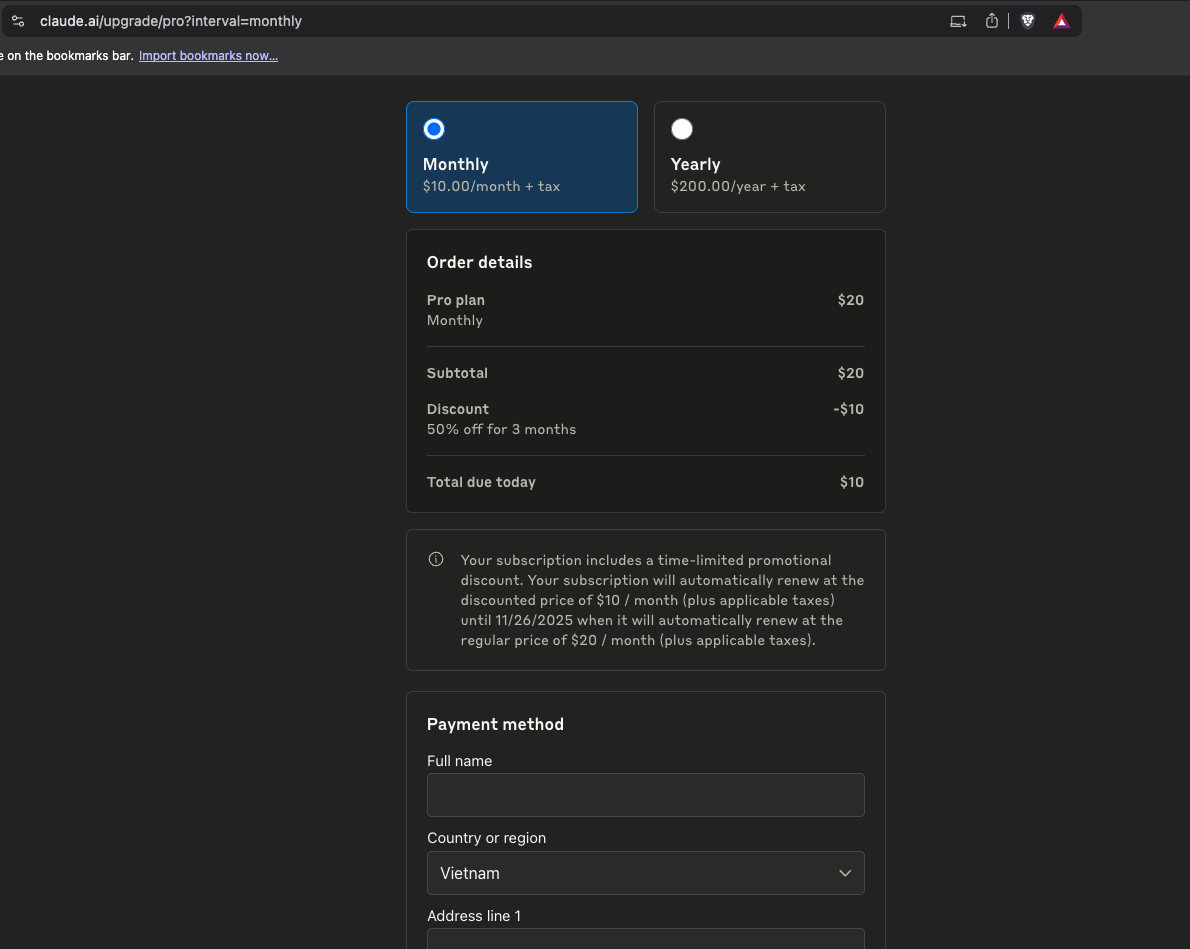 claude.ai/upgrade/pro?interval=monthly
e on the bookmarks bar. Import bookmarks now...
Monthly
$10.00/month + tax
Yearly
$200.00/year + tax
Order details
Pro plan $20
Monthly
Subtotal $20
Discount -$10
50% off for 3 months
Total due today $10
Your subscription includes a time-limited promotional
discount. Your subscription will automatically renew at the
discounted price of $10 / month (plus applicable taxes)
until 11/26/2025 when it will automatically renew at the
regular price of $20 / month (plus applicable taxes).
Payment method
Full name
Country or region
Vietnam
Address line 1